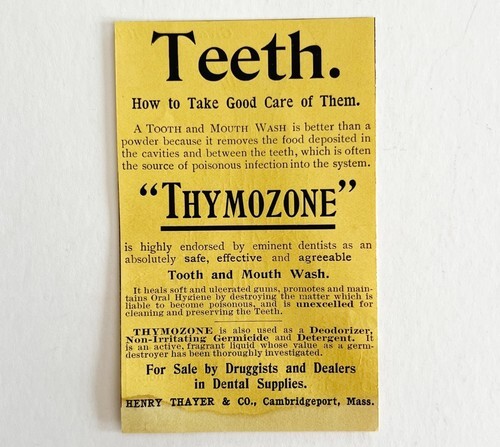 Teeth.
How to Take Good Care of Them.
A TOOTH and MOUTH WASH is better than a
powder because it removes the food deposited in
the cavities and between the teeth, which is often
the source of poisonous infection into the system.
"THYMOZONE"
is highly endorsed by eminent dentists as an
absolutely safe, effective and agreeable
Tooth and Mouth Wash.
It heals soft and ulcerated gums, promotes and main-
tains Oral Hygiene by destroying the matter which is
liable to become poisonous, and is unexcelled for
cleaning and preserving the Teeth.
THYMOZONE is also used as a Deodorizer,
Non-Irritating Germicide and Detergent. It
is an active, fragrant liquid whose value as a germ-
destroyer has been thoroughly investigated.
For Sale by Druggists and Dealers
in Dental Supplies.
HENRY THAYER & CO., Cambridgeport, Mass.